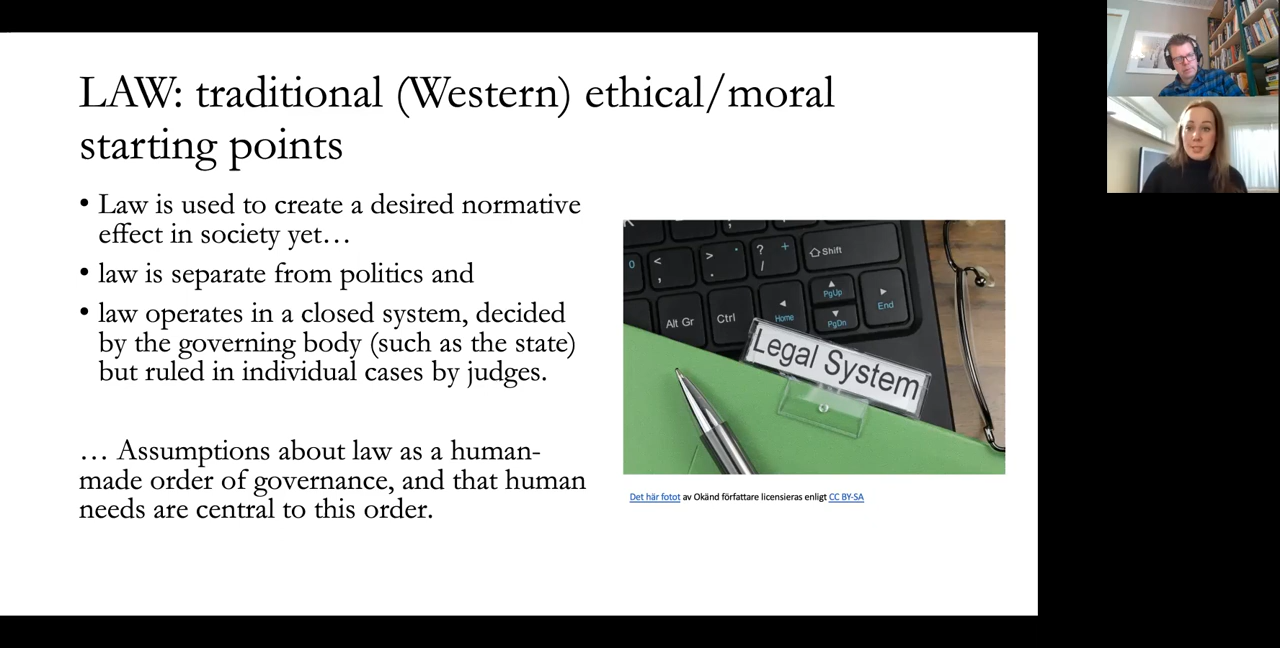 LAW: traditional (Western) ethical/moral
starting points
• Law is used to create a desired normative
effect in society yet…
• law is separate from politics and
• law operates in a closed system, decided
by the governing body (such as the state)
but ruled in individual cases by judges.
… Assumptions about law as a human-
made order of governance, and that human
needs are central to this order.
K
0 < , > . ? + / Shift
Alt Gr Ctrl Home PgUp PgDn End
Legal System
Det här fotot av Okänd författare licensieras enligt CC BY-SA